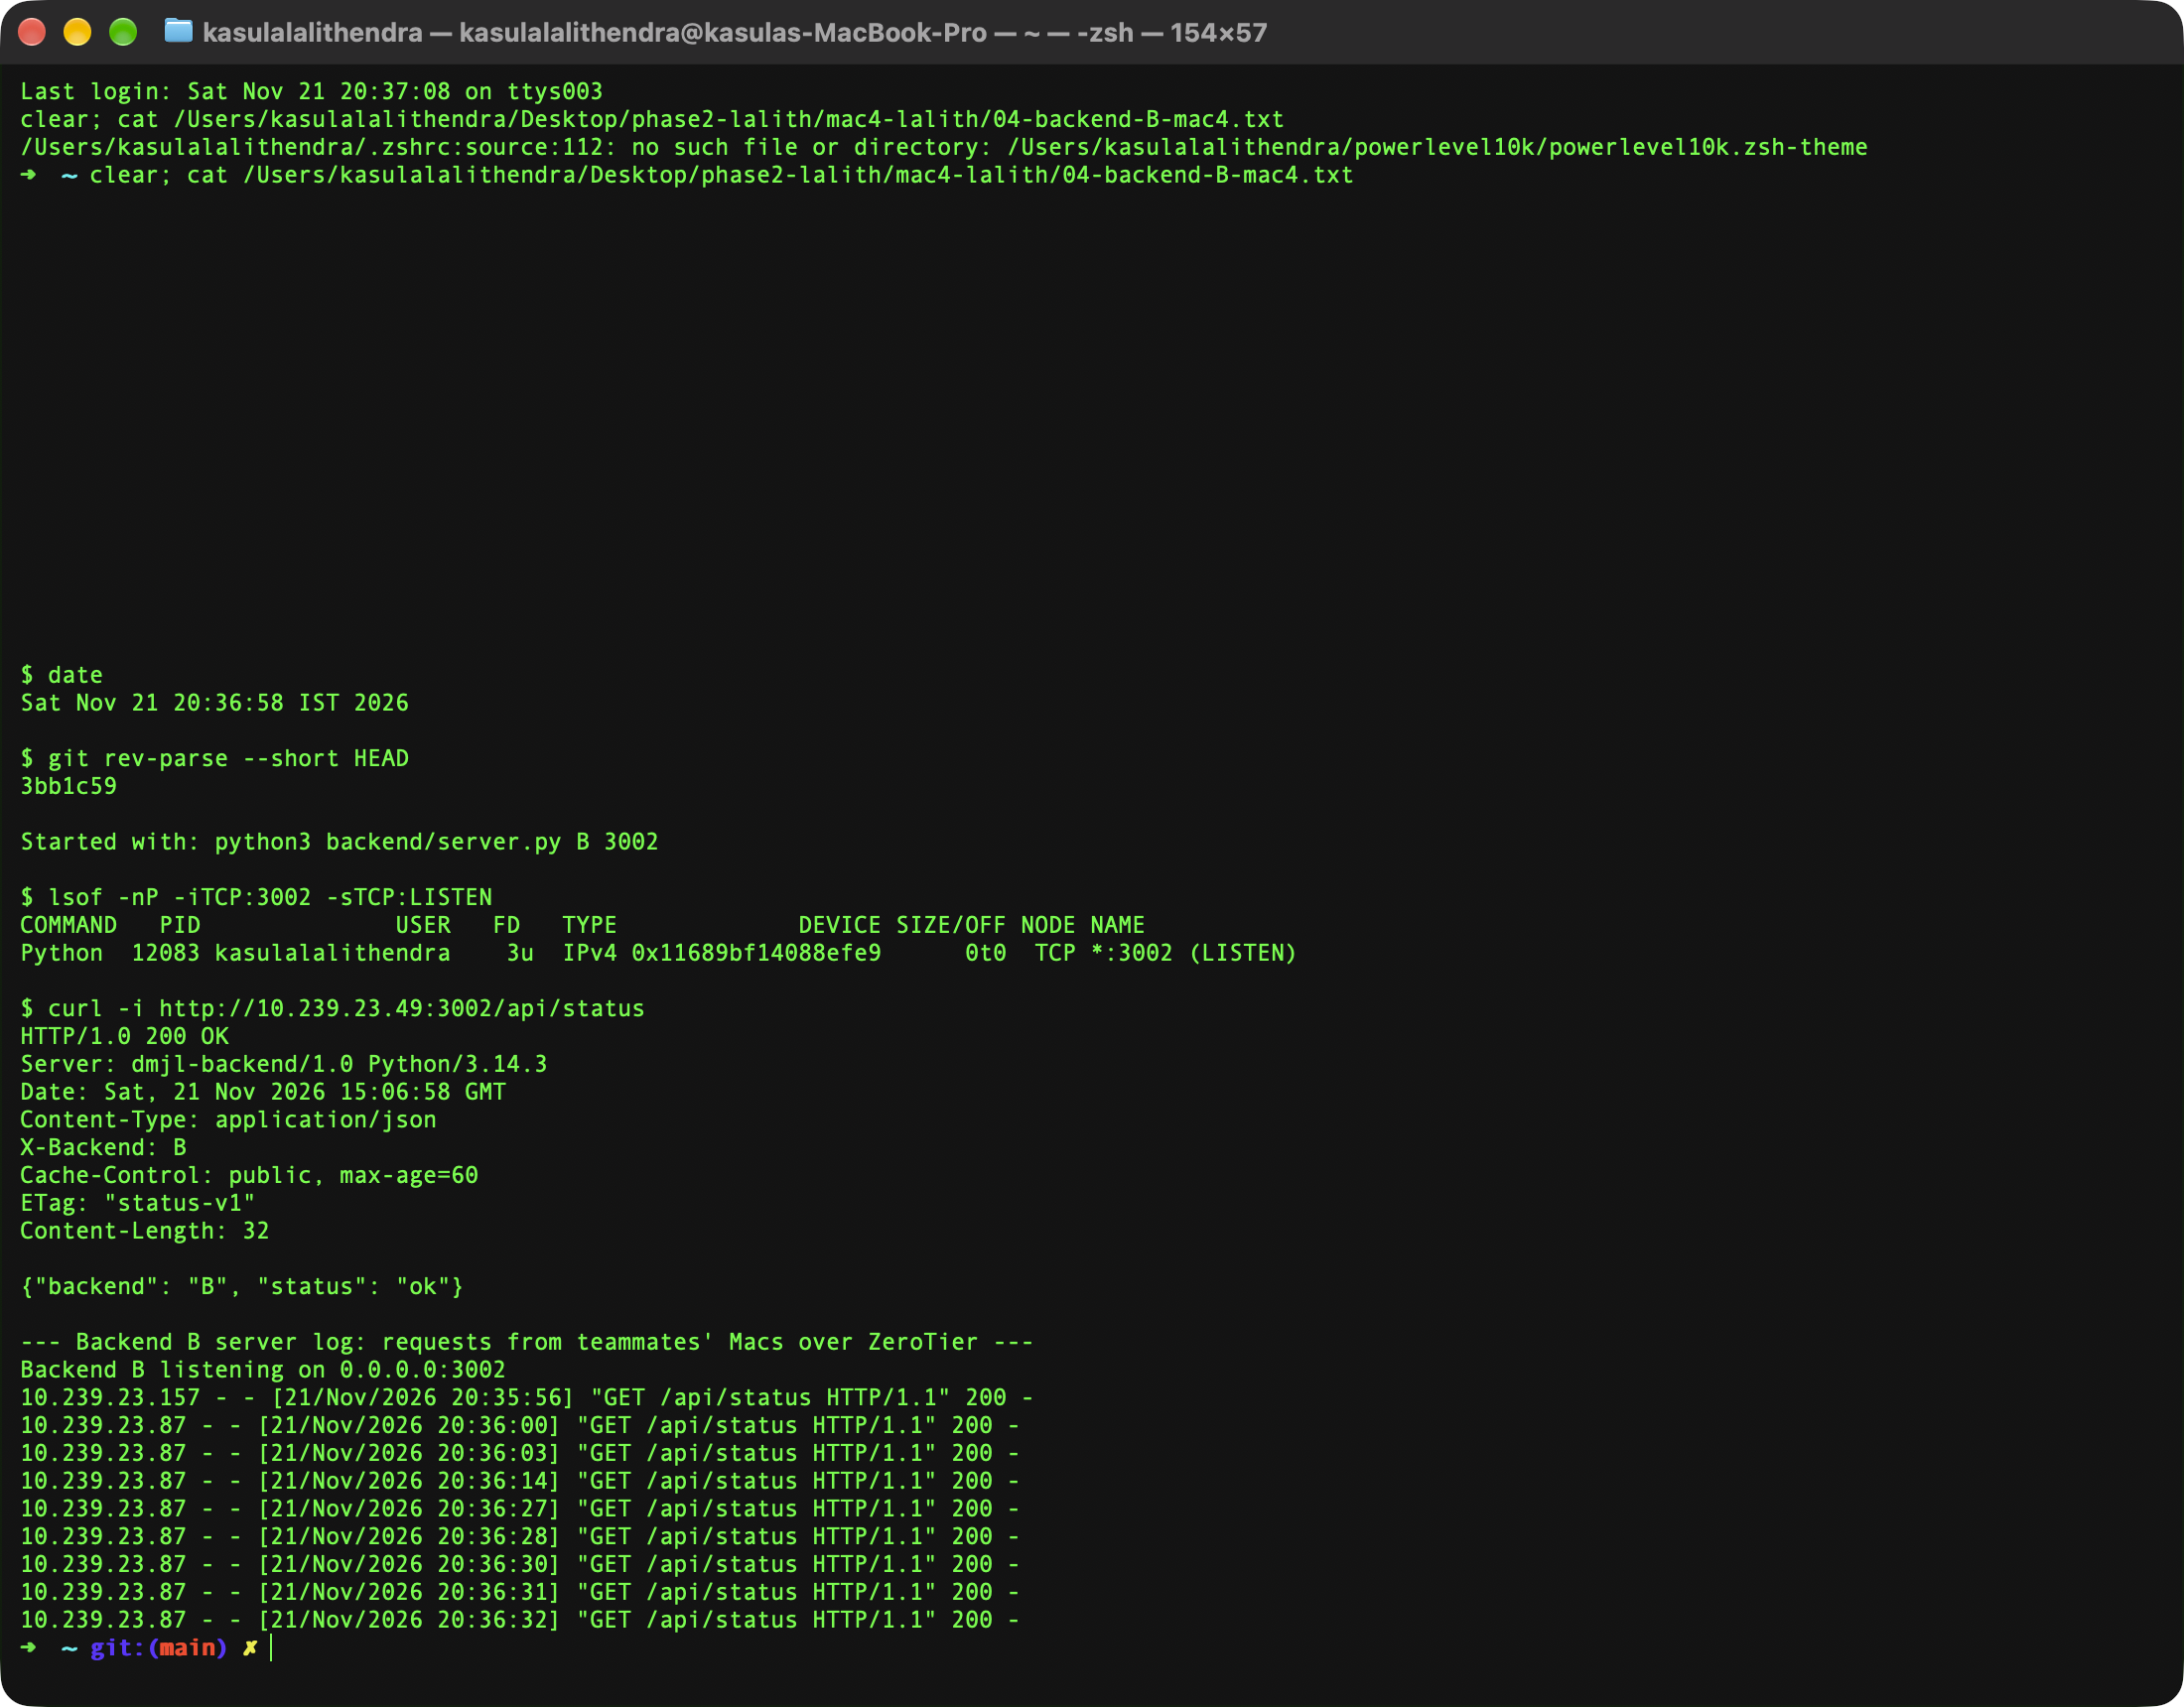 kasulalalithendra — kasulalalithendra@kasulas-MacBook-Pro — ~ — -zsh — 154×57
Last login: Sat Nov 21 20:37:08 on ttys003
clear; cat /Users/kasulalalithendra/Desktop/phase2-lalith/mac4-lalith/04-backend-B-mac4.txt
/Users/kasulalalithendra/.zshrc:source:112: no such file or directory: /Users/kasulalalithendra/powerlevel10k/powerlevel10k.zsh-theme
➜  ~ clear; cat /Users/kasulalalithendra/Desktop/phase2-lalith/mac4-lalith/04-backend-B-mac4.txt
$ date
Sat Nov 21 20:36:58 IST 2026
$ git rev-parse --short HEAD
3bb1c59
Started with: python3 backend/server.py B 3002
$ lsof -nP -iTCP:3002 -sTCP:LISTEN
COMMAND   PID              USER   FD   TYPE             DEVICE SIZE/OFF NODE NAME
Python  12083 kasulalalithendra    3u  IPv4 0x11689bf14088efe9      0t0  TCP *:3002 (LISTEN)
$ curl -i http://10.239.23.49:3002/api/status
HTTP/1.0 200 OK
Server: dmjl-backend/1.0 Python/3.14.3
Date: Sat, 21 Nov 2026 15:06:58 GMT
Content-Type: application/json
X-Backend: B
Cache-Control: public, max-age=60
ETag: "status-v1"
Content-Length: 32
{"backend": "B", "status": "ok"}
--- Backend B server log: requests from teammates' Macs over ZeroTier ---
Backend B listening on 0.0.0.0:3002
10.239.23.157 - - [21/Nov/2026 20:35:56] "GET /api/status HTTP/1.1" 200 -
10.239.23.87 - - [21/Nov/2026 20:36:00] "GET /api/status HTTP/1.1" 200 -
10.239.23.87 - - [21/Nov/2026 20:36:03] "GET /api/status HTTP/1.1" 200 -
10.239.23.87 - - [21/Nov/2026 20:36:14] "GET /api/status HTTP/1.1" 200 -
10.239.23.87 - - [21/Nov/2026 20:36:27] "GET /api/status HTTP/1.1" 200 -
10.239.23.87 - - [21/Nov/2026 20:36:28] "GET /api/status HTTP/1.1" 200 -
10.239.23.87 - - [21/Nov/2026 20:36:30] "GET /api/status HTTP/1.1" 200 -
10.239.23.87 - - [21/Nov/2026 20:36:31] "GET /api/status HTTP/1.1" 200 -
10.239.23.87 - - [21/Nov/2026 20:36:32] "GET /api/status HTTP/1.1" 200 -
➜  ~ git:(main) ✗